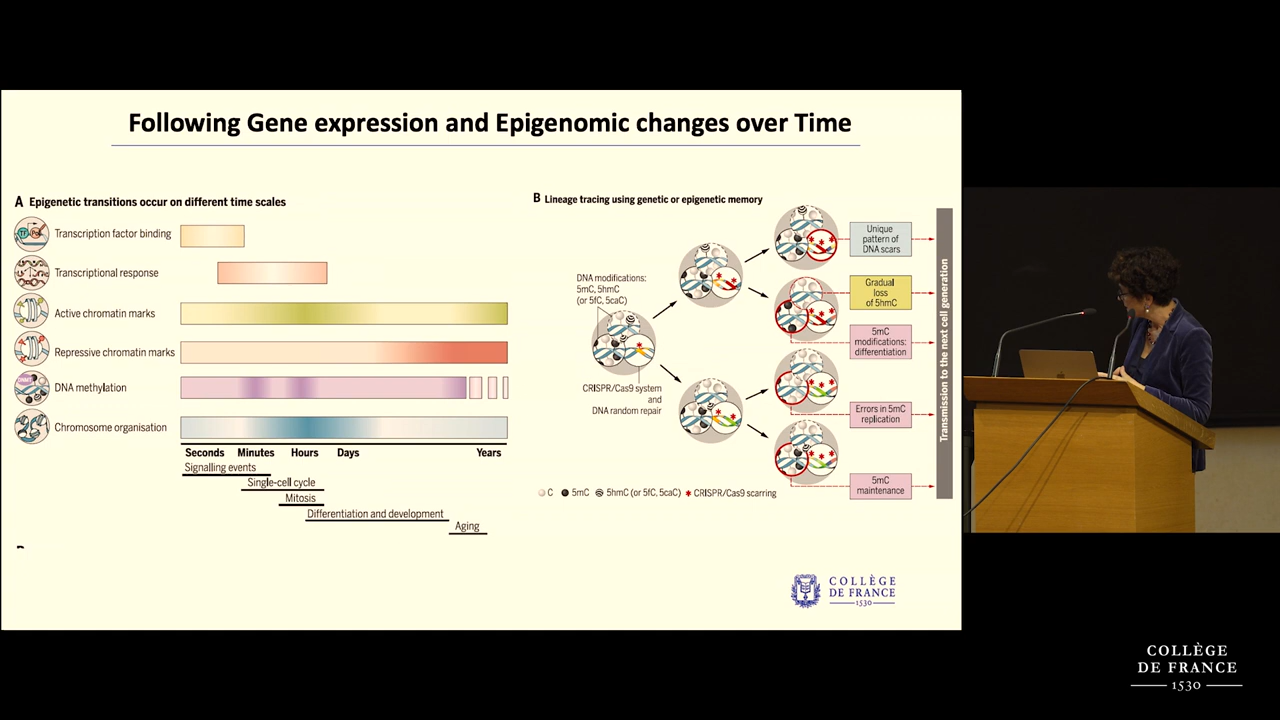 Following Gene expression and Epigenomic changes over Time
A Epigenetic transitions occur on different time scales
Transcription factor binding
Transcriptional response
Active chromatin marks
Repressive chromatin marks
DNA methylation
Chromosome organisation
Seconds Minutes Hours Days Years
Signalling events
Single-cell cycle
Mitosis
Differentiation and development
Aging
B Lineage tracing using genetic or epigenetic memory
DNA modifications:
5mC, 5hmC
(or 5fC, 5caC)
CRISPR/Cas9 system
and
DNA random repair
Unique
pattern of
DNA scars
Gradual
loss
of 5hmC
5mC
modifications:
differentiation
Errors in 5mC
replication
5mC
maintenance
Transmission to the next cell generation
C 5mC 5hmC (or 5fC, 5caC) CRISPR/Cas9 scarring
COLLÈGE
DE FRANCE
1530
COLLÈGE
DE FRANCE
1530